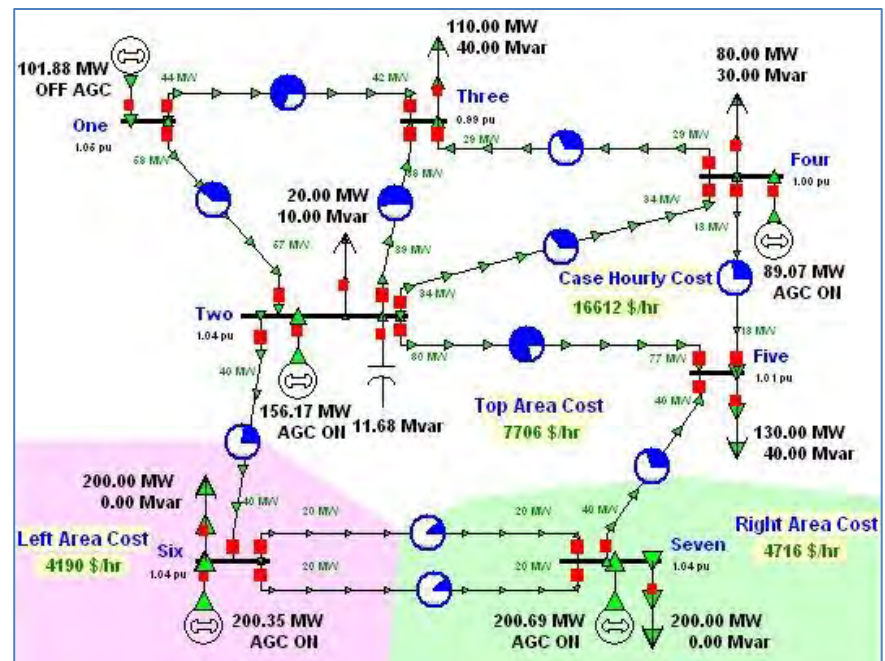 110.00 MW
40.00 Mvar
80.00 MW
30.00 Mvar
101.88 MW
OFF AGC
44 MW
42 MW
Three
0.99 pu
One
1.05 pu
29 MW
29 MW
Four
1.00 pu
58 MW
38 MW
20.00 MW
10.00 Mvar
34 MW
18 MW
57 MW
39 MW
Case Hourly Cost
16612 $/hr
89.07 MW
AGC ON
Two
1.04 pu
34 MW
18 MW
80 MW
77 MW
Five
1.01 pu
40 MW
156.17 MW
AGC ON
11.68 Mvar
Top Area Cost
7706 $/hr
40 MW
130.00 MW
40.00 Mvar
200.00 MW
0.00 Mvar
40 MW
20 MW
20 MW
40 MW
Left Area Cost
4190 $/hr
Six
1.04 pu
Seven
1.04 pu
Right Area Cost
4716 $/hr
20 MW
20 MW
200.35 MW
AGC ON
200.69 MW
AGC ON
200.00 MW
0.00 Mvar